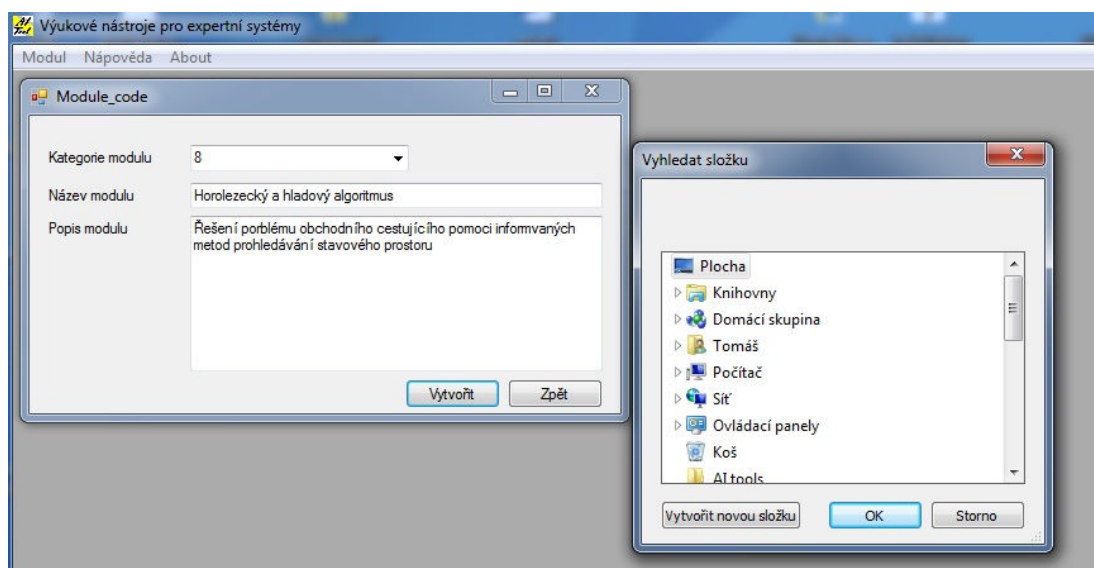 Výukové nástroje pro expertní systémy
Modul Nápověda About
Module_code
Kategorie modulu 8
Název modulu Horolezecký a hladový algoritmus
Popis modulu Řešení porblému obchodního cestujícího pomoci informvaných
metod prohledávání stavového prostoru
Vytvořit Zpět
Vyhledat složku
Plocha
Knihovny
Domácí skupina
Tomáš
Počítač
Síť
Ovládací panely
Koš
AI tools
Vytvořit novou složku OK Storno